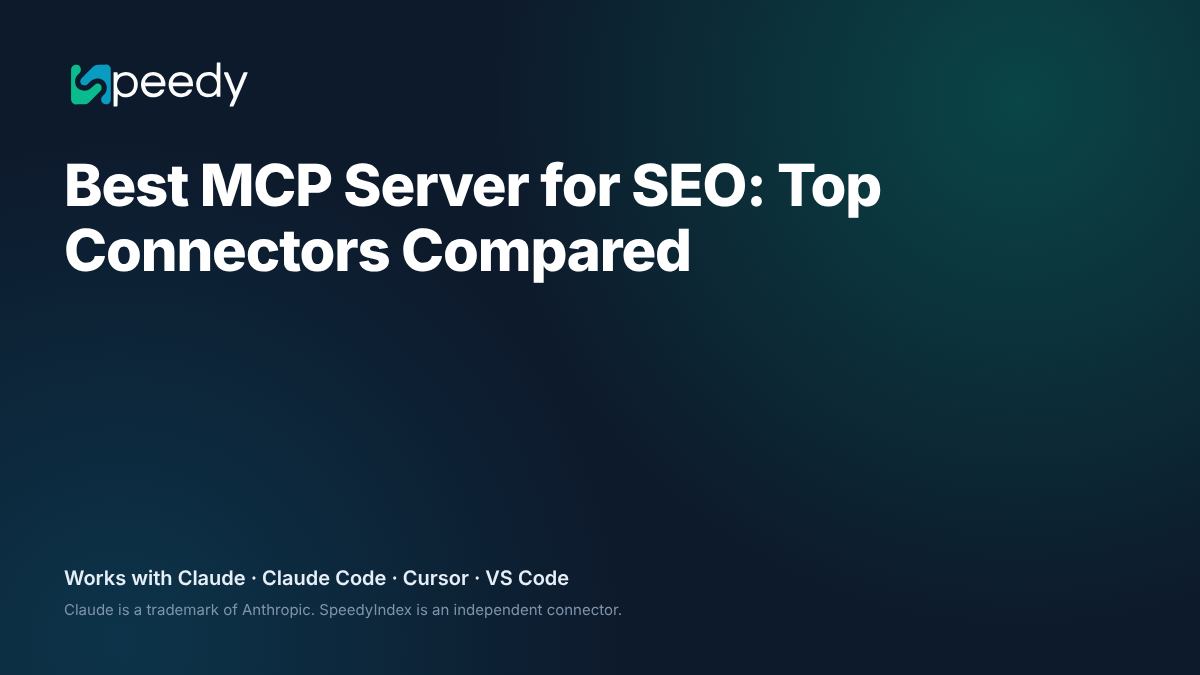 Speedy
Best MCP Server for SEO: Top
Connectors Compared
Works with Claude · Claude Code · Cursor · VS Code
Claude is a trademark of Anthropic. SpeedyIndex is an independent connector.